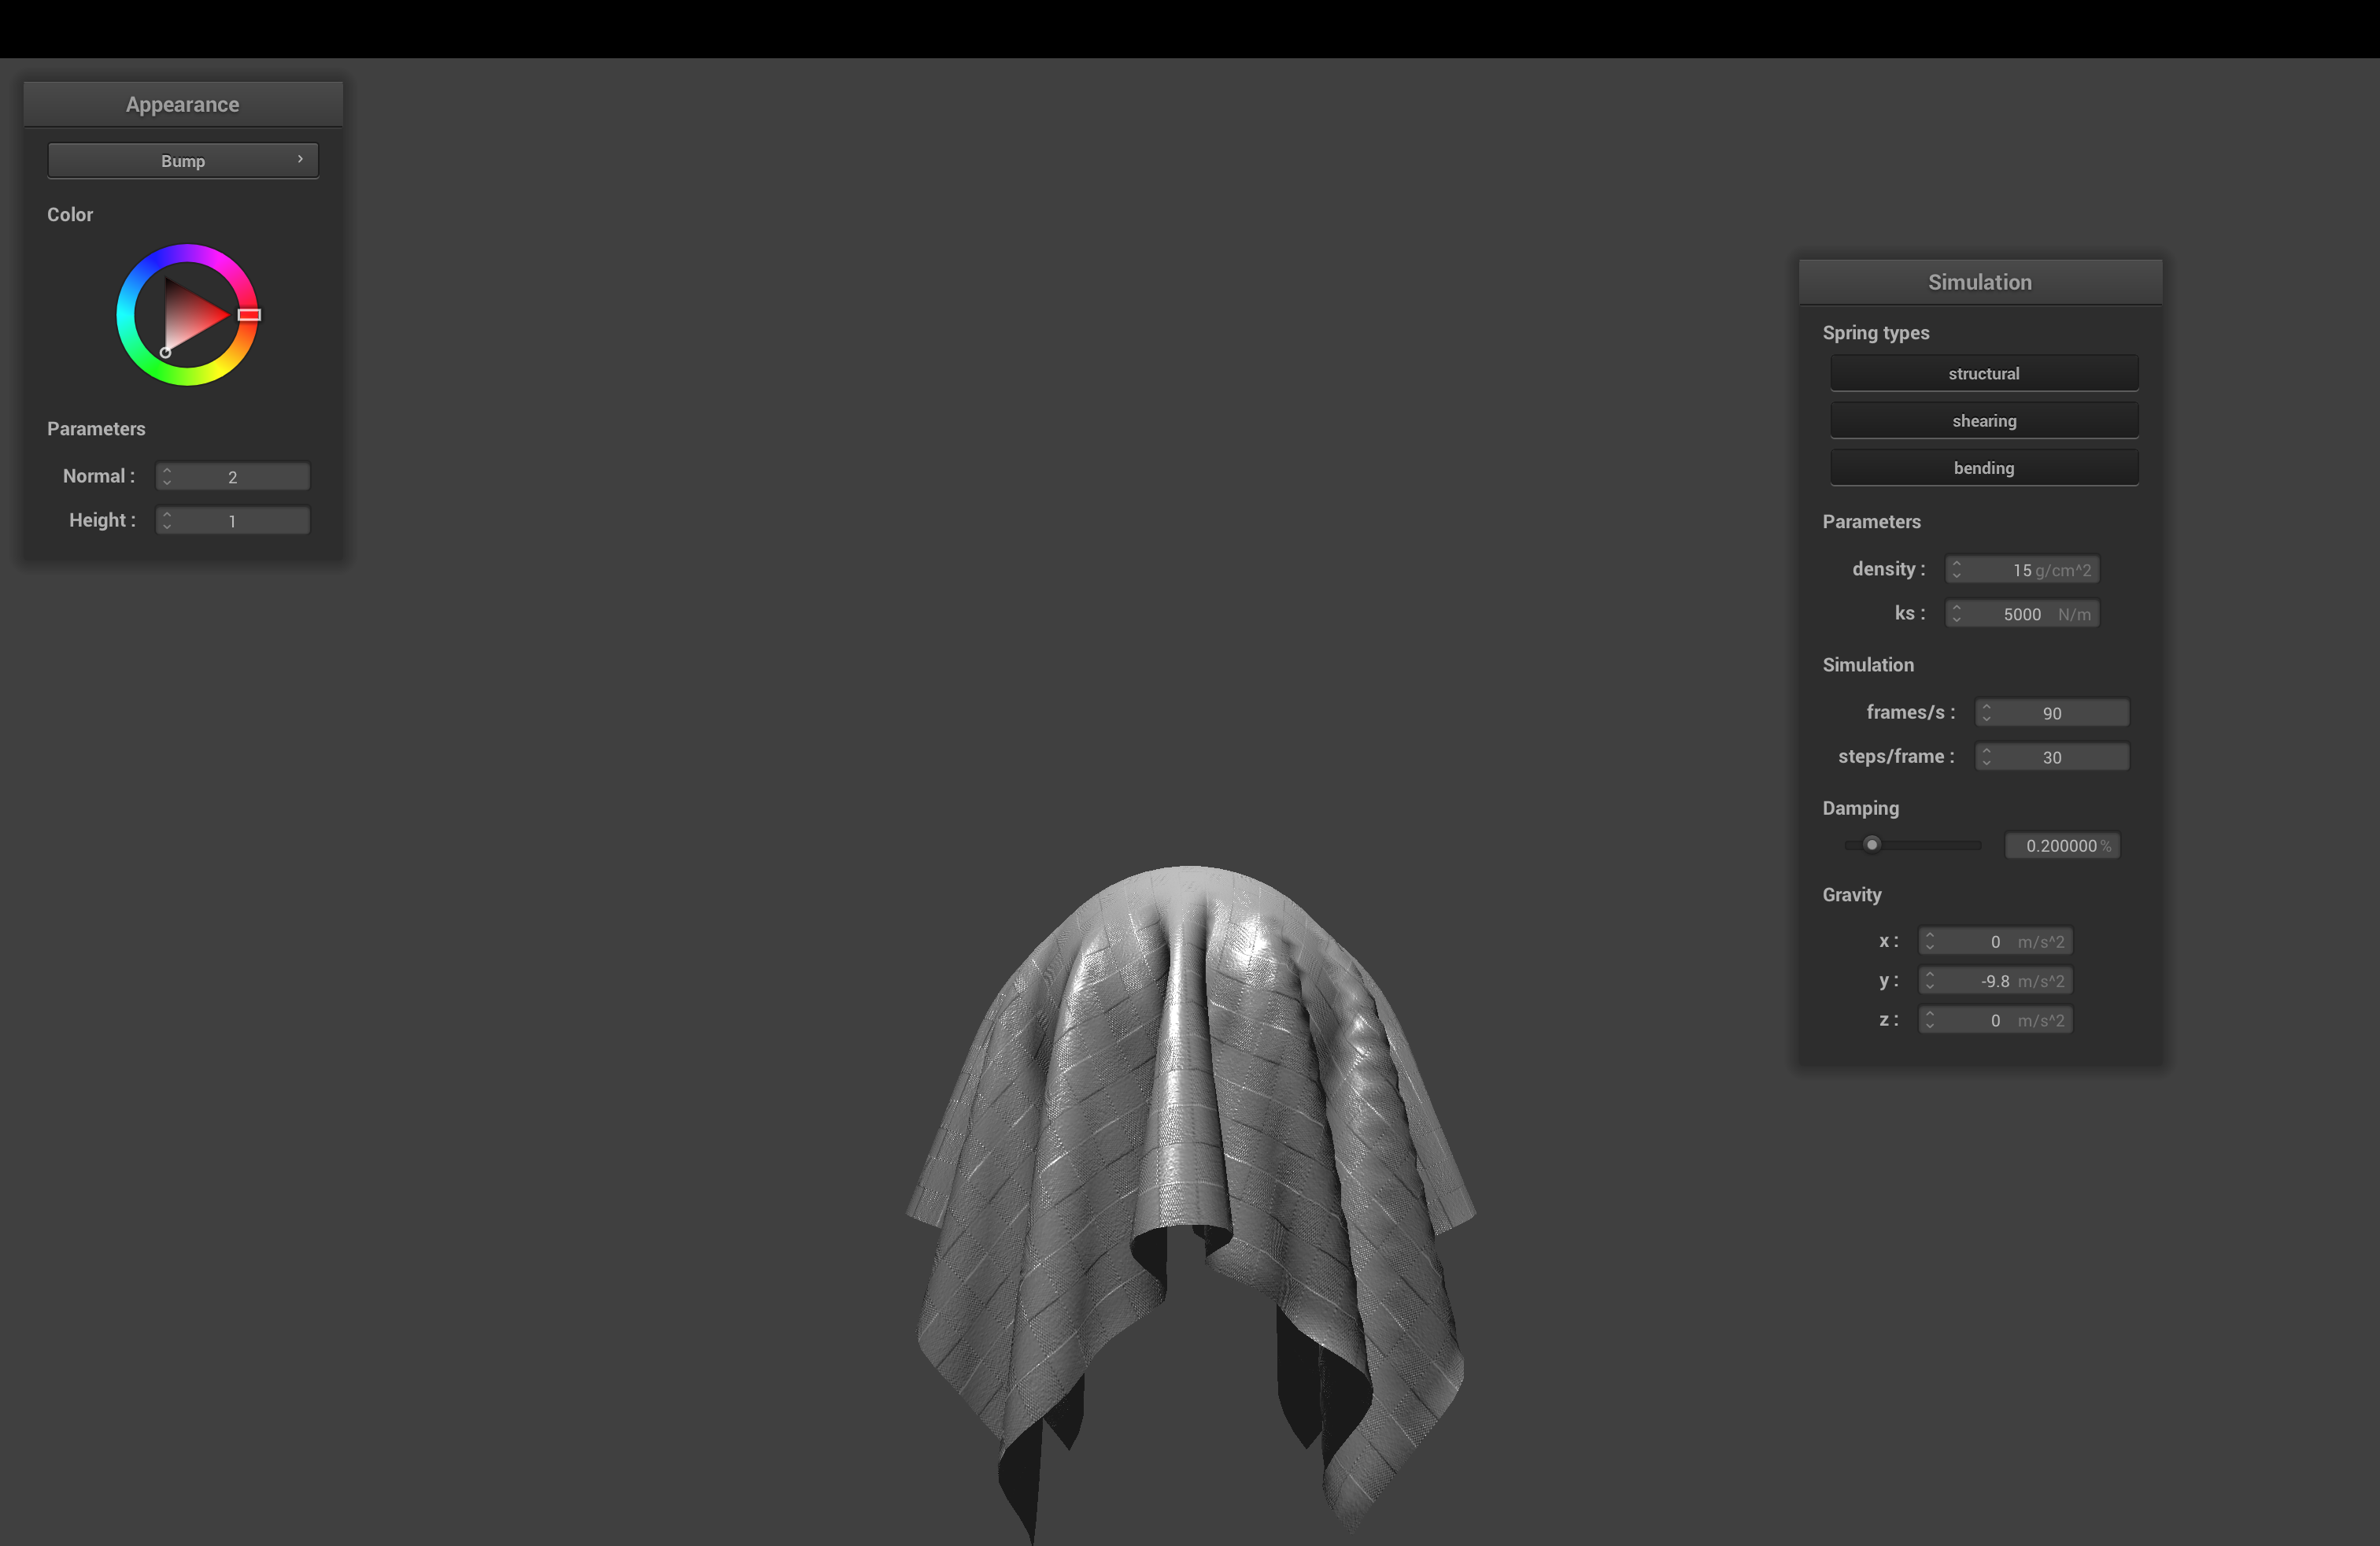 Appearance
Bump
Color
Parameters
Normal : 2
Height : 1
Simulation
Spring types
structural
shearing
bending
Parameters
density : 15 g/cm^2
ks : 5000 N/m
Simulation
frames/s : 90
steps/frame : 30
Damping
0.200000 %
Gravity
x : 0 m/s^2
y : -9.8 m/s^2
z : 0 m/s^2